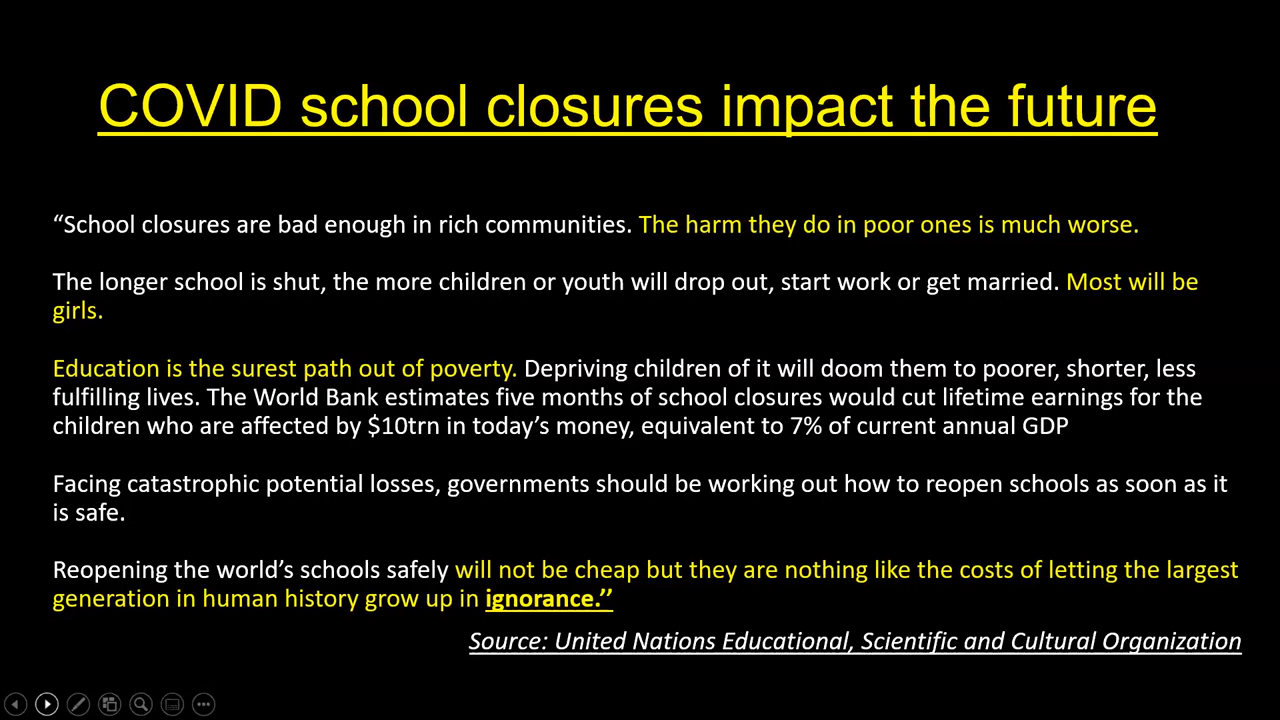 COVID school closures impact the future
“School closures are bad enough in rich communities. The harm they do in poor ones is much worse.
The longer school is shut, the more children or youth will drop out, start work or get married. Most will be
girls.
Education is the surest path out of poverty. Depriving children of it will doom them to poorer, shorter, less
fulfilling lives. The World Bank estimates five months of school closures would cut lifetime earnings for the
children who are affected by $10trn in today’s money, equivalent to 7% of current annual GDP
Facing catastrophic potential losses, governments should be working out how to reopen schools as soon as it
is safe.
Reopening the world’s schools safely will not be cheap but they are nothing like the costs of letting the largest
generation in human history grow up in ignorance.’’
Source: United Nations Educational, Scientific and Cultural Organization